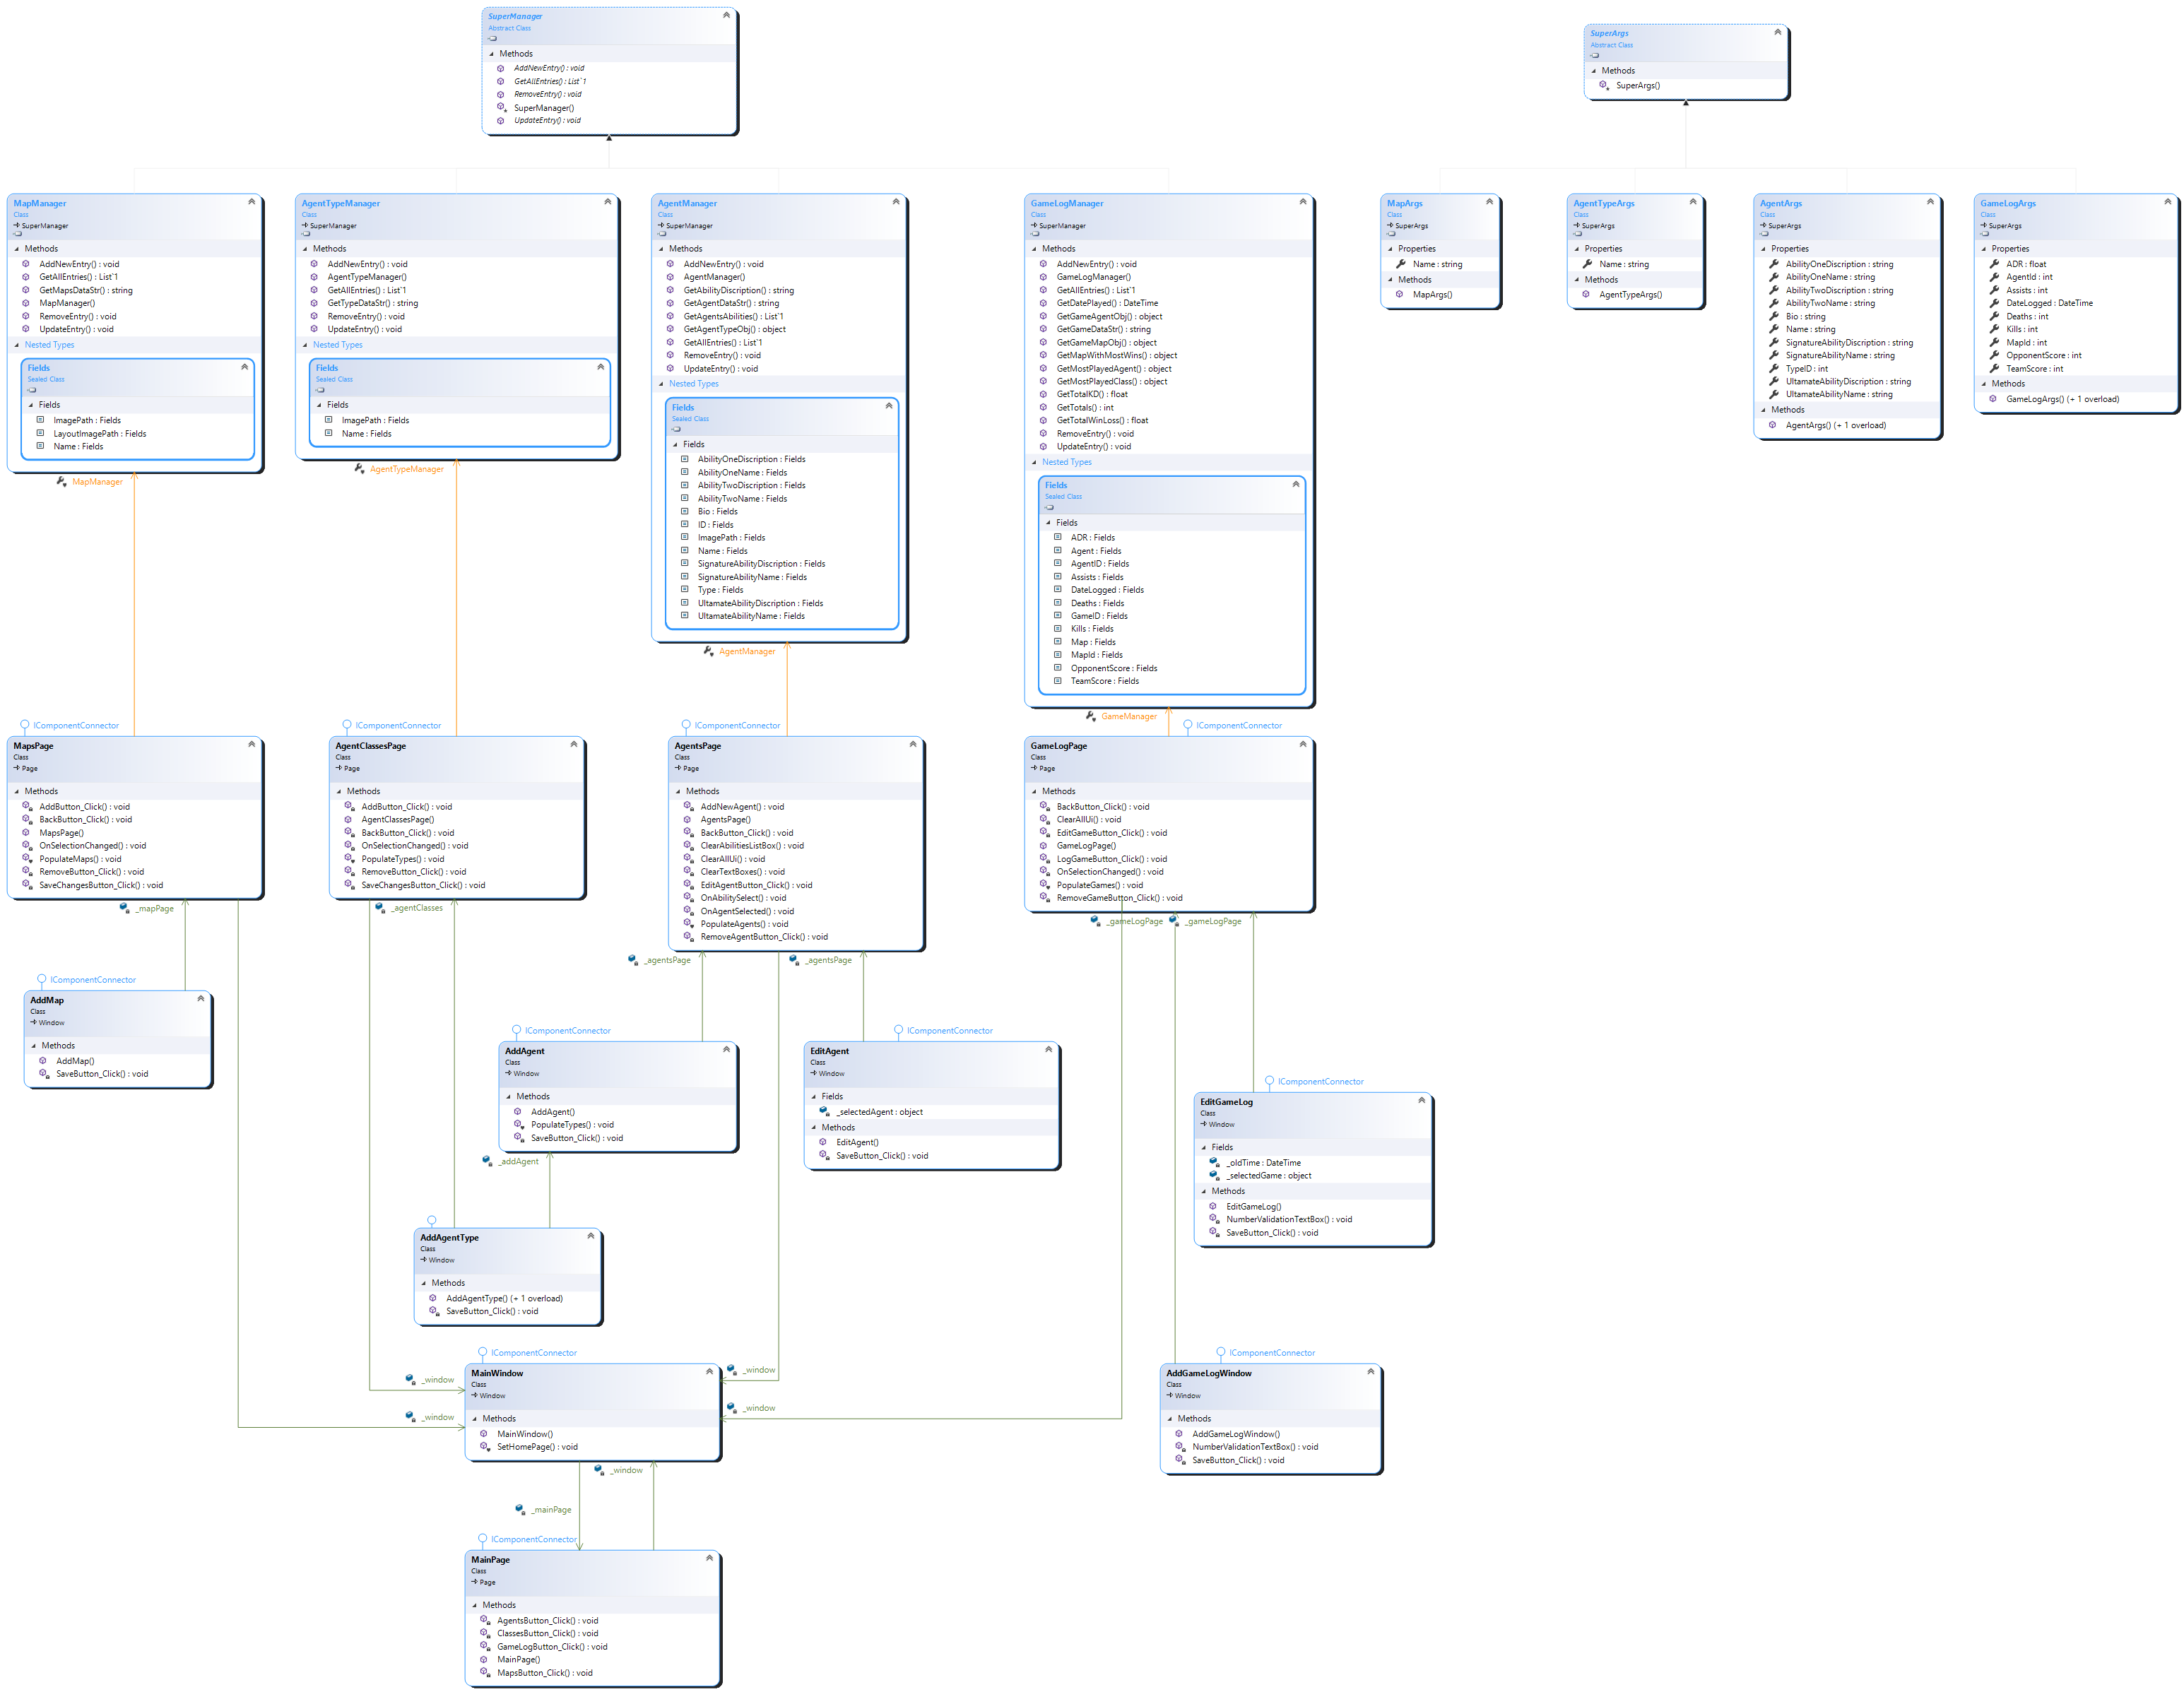 SuperManager
Abstract Class
Methods
AddNewEntry() : void
GetAllEntries() : List`1
RemoveEntry() : void
SuperManager()
UpdateEntry() : void
SuperArgs
Abstract Class
Methods
SuperArgs()
MapManager
Class
SuperManager
Methods
AddNewEntry() : void
GetAllEntries() : List`1
GetMapsDataStr() : string
MapManager()
RemoveEntry() : void
UpdateEntry() : void
Nested Types
Fields
Sealed Class
Fields
ImagePath : Fields
LayoutImagePath : Fields
Name : Fields
MapManager
AgentTypeManager
Class
SuperManager
Methods
AddNewEntry() : void
AgentTypeManager()
GetAllEntries() : List`1
GetTypeDataStr() : string
RemoveEntry() : void
UpdateEntry() : void
Nested Types
Fields
Sealed Class
Fields
ImagePath : Fields
Name : Fields
AgentTypeManager
AgentManager
Class
SuperManager
Methods
AddNewEntry() : void
AgentManager()
GetAbilityDiscription() : string
GetAgentDataStr() : string
GetAgentsAbilities() : List`1
GetAgentTypeObj() : object
GetAllEntries() : List`1
RemoveEntry() : void
UpdateEntry() : void
Nested Types
Fields
Sealed Class
Fields
AbilityOneDiscription : Fields
AbilityOneName : Fields
AbilityTwoDiscription : Fields
AbilityTwoName : Fields
Bio : Fields
ID : Fields
ImagePath : Fields
Name : Fields
SignatureAbilityDiscription : Fields
SignatureAbilityName : Fields
Type : Fields
UltamateAbilityDiscription : Fields
UltamateAbilityName : Fields
AgentManager
GameLogManager
Class
SuperManager
Methods
AddNewEntry() : void
GameLogManager()
GetAllEntries() : List`1
GetDatePlayed() : DateTime
GetGameAgentObj() : object
GetGameDataStr() : string
GetGameMapObj() : object
GetMapWithMostWins() : object
GetMostPlayedAgent() : object
GetMostPlayedClass() : object
GetTotalKD() : float
GetTotals() : int
GetTotalWinLoss() : float
RemoveEntry() : void
UpdateEntry() : void
Nested Types
Fields
Sealed Class
Fields
ADR : Fields
Agent : Fields
AgentID : Fields
Assists : Fields
DateLogged : Fields
Deaths : Fields
GameID : Fields
Kills : Fields
Map : Fields
MapId : Fields
OpponentScore : Fields
TeamScore : Fields
GameManager
MapArgs
Class
SuperArgs
Properties
Name : string
Methods
MapArgs()
AgentTypeArgs
Class
SuperArgs
Properties
Name : string
Methods
AgentTypeArgs()
AgentArgs
Class
SuperArgs
Properties
AbilityOneDiscription : string
AbilityOneName : string
AbilityTwoDiscription : string
AbilityTwoName : string
Bio : string
Name : string
SignatureAbilityDiscription : string
SignatureAbilityName : string
TypeID : int
UltamateAbilityDiscription : string
UltamateAbilityName : string
Methods
AgentArgs() (+ 1 overload)
GameLogArgs
Class
SuperArgs
Properties
ADR : float
AgentId : int
Assists : int
DateLogged : DateTime
Deaths : int
Kills : int
MapId : int
OpponentScore : int
TeamScore : int
Methods
GameLogArgs() (+ 1 overload)
IComponentConnector
MapsPage
Class
Page
Methods
AddButton_Click() : void
BackButton_Click() : void
MapsPage()
OnSelectionChanged() : void
PopulateMaps() : void
RemoveButton_Click() : void
SaveChangesButton_Click() : void
_mapPage
IComponentConnector
AgentClassesPage
Class
Page
Methods
AddButton_Click() : void
AgentClassesPage()
BackButton_Click() : void
OnSelectionChanged() : void
PopulateTypes() : void
RemoveButton_Click() : void
SaveChangesButton_Click() : void
_agentClasses
IComponentConnector
AgentsPage
Class
Page
Methods
AddNewAgent() : void
AgentsPage()
BackButton_Click() : void
ClearAbilitiesListBox() : void
ClearAllUi() : void
ClearTextBoxes() : void
EditAgentButton_Click() : void
OnAbilitySelect() : void
OnAgentSelected() : void
PopulateAgents() : void
RemoveAgentButton_Click() : void
_agentsPage
_agentsPage
IComponentConnector
GameLogPage
Class
Page
Methods
BackButton_Click() : void
ClearAllUi() : void
EditGameButton_Click() : void
GameLogPage()
LogGameButton_Click() : void
OnSelectionChanged() : void
PopulateGames() : void
RemoveGameButton_Click() : void
_gameLogPage
_gameLogPage
IComponentConnector
AddMap
Class
Window
Methods
AddMap()
SaveButton_Click() : void
IComponentConnector
AddAgent
Class
Window
Methods
AddAgent()
PopulateTypes() : void
SaveButton_Click() : void
_addAgent
IComponentConnector
EditAgent
Class
Window
Fields
_selectedAgent : object
Methods
EditAgent()
SaveButton_Click() : void
IComponentConnector
EditGameLog
Class
Window
Fields
_oldTime : DateTime
_selectedGame : object
Methods
EditGameLog()
NumberValidationTextBox() : void
SaveButton_Click() : void
AddAgentType
Class
Window
Methods
AddAgentType() (+ 1 overload)
SaveButton_Click() : void
IComponentConnector
MainWindow
Class
Window
Methods
MainWindow()
SetHomePage() : void
_window
_window
_window
_window
_window
_mainPage
IComponentConnector
AddGameLogWindow
Class
Window
Methods
AddGameLogWindow()
NumberValidationTextBox() : void
SaveButton_Click() : void
IComponentConnector
MainPage
Class
Page
Methods
AgentsButton_Click() : void
ClassesButton_Click() : void
GameLogButton_Click() : void
MainPage()
MapsButton_Click() : void